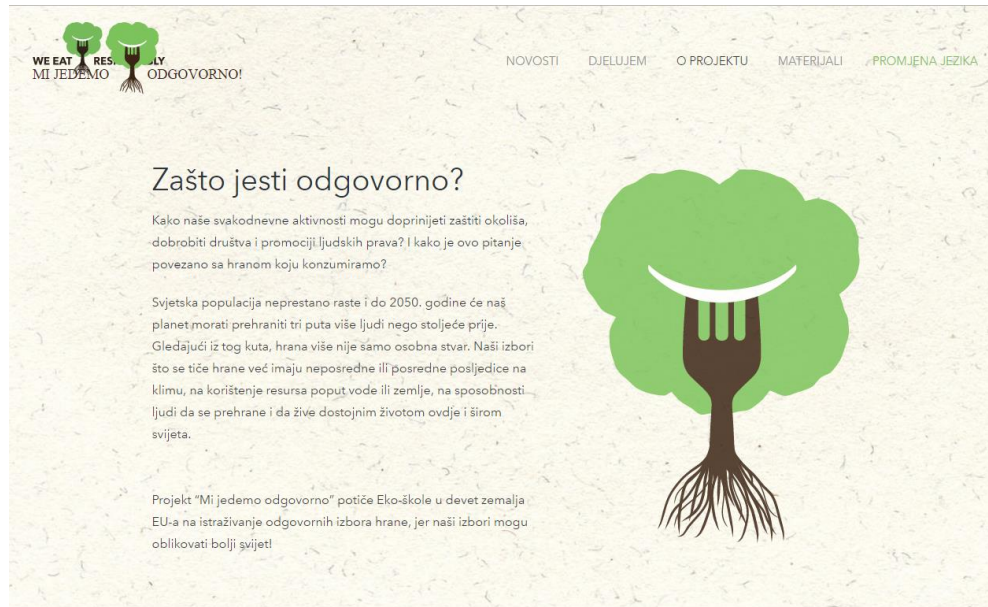 WE EAT RES LY
MI JEDEMO ODGOVORNO!
NOVOSTI DJELUJEM O PROJEKTU MATERIJALI PROMJENA JEZIKA
Zašto jesti odgovorno?
Kako naše svakodnevne aktivnosti mogu doprinijeti zaštiti okoliša,
dobrobiti društva i promociji ljudskih prava? I kako je ovo pitanje
povezano sa hranom koju konzumiramo?
Svjetska populacija neprestano raste i do 2050. godine će naš
planet morati prehraniti tri puta više ljudi nego stoljeće prije.
Gledajući iz tog kuta, hrana više nije samo osobna stvar. Naši izbori
što se tiče hrane već imaju neposredne ili posredne posljedice na
klimu, na korištenje resursa poput vode ili zemlje, na sposobnosti
ljudi da se prehrane i da žive dostojnim životom ovdje i širom
svijeta.
Projekt “Mi jedemo odgovorno” potiče Eko-škole u devet zemalja
EU-a na istraživanje odgovornih izbora hrane, jer naši izbori mogu
oblikovati bolji svijet!